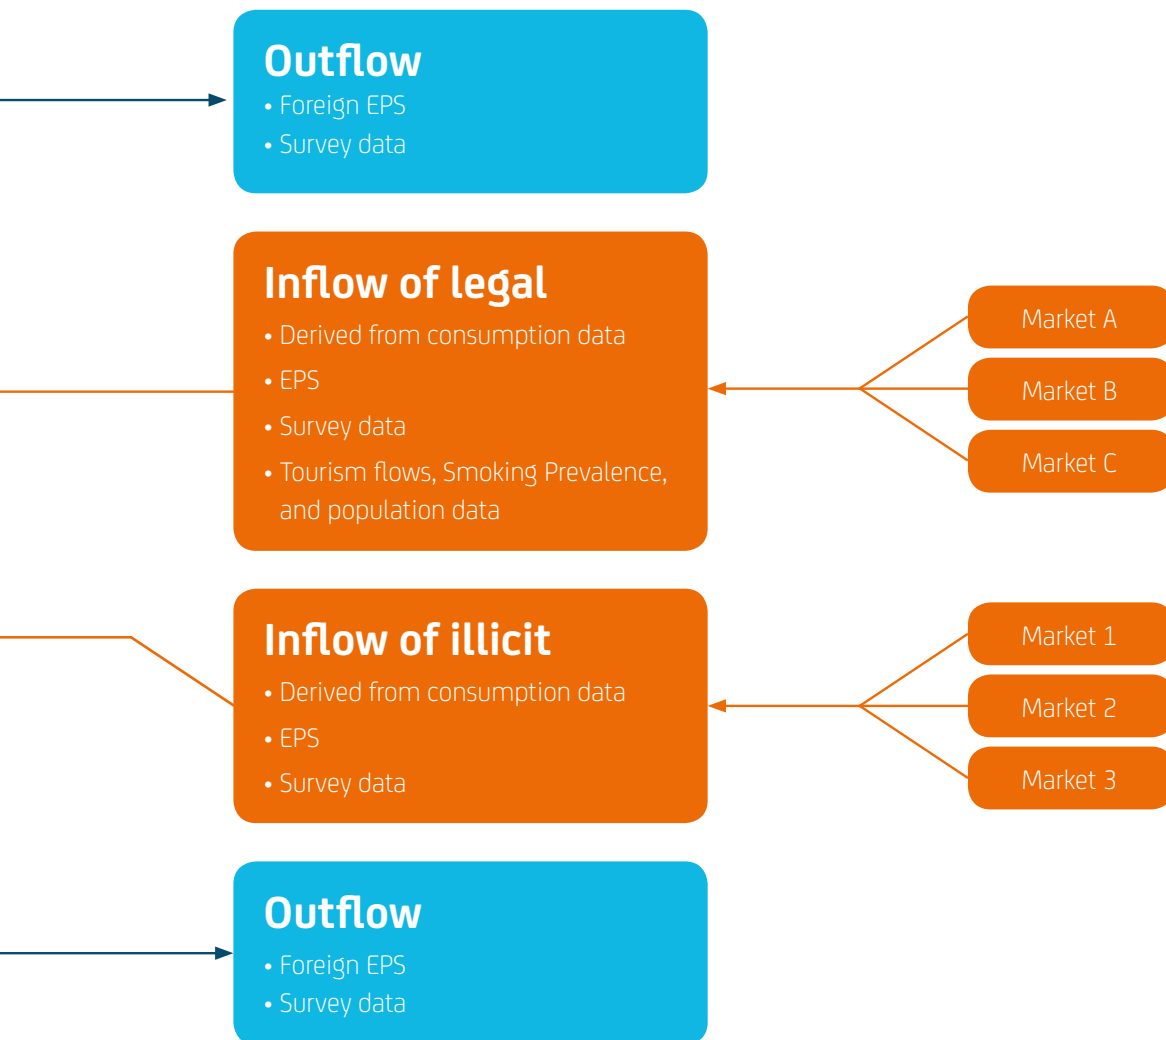 Outflow
• Foreign EPS
• Survey data
Inflow of legal
• Derived from consumption data
• EPS
• Survey data
• Tourism flows, Smoking Prevalence,
and population data
Market A
Market B
Market C
Inflow of illicit
• Derived from consumption data
• EPS
• Survey data
Market 1
Market 2
Market 3
Outflow
• Foreign EPS
• Survey data